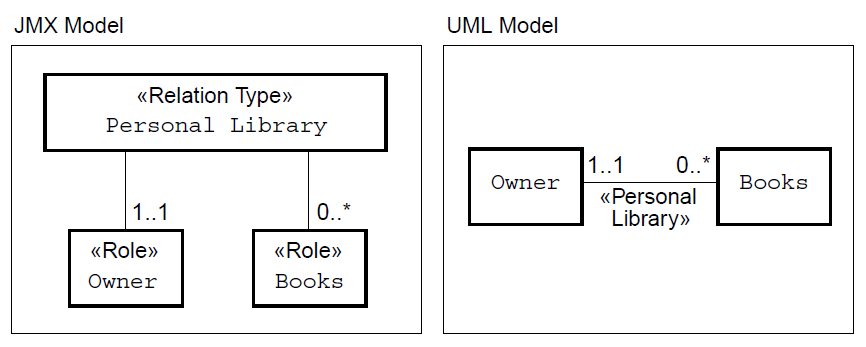 JMX Model
«Relation Type»
Personal Library
1..1
0..*
«Role»
Owner
«Role»
Books
UML Model
Owner
1..1
0..*
«Personal
Library»
Books